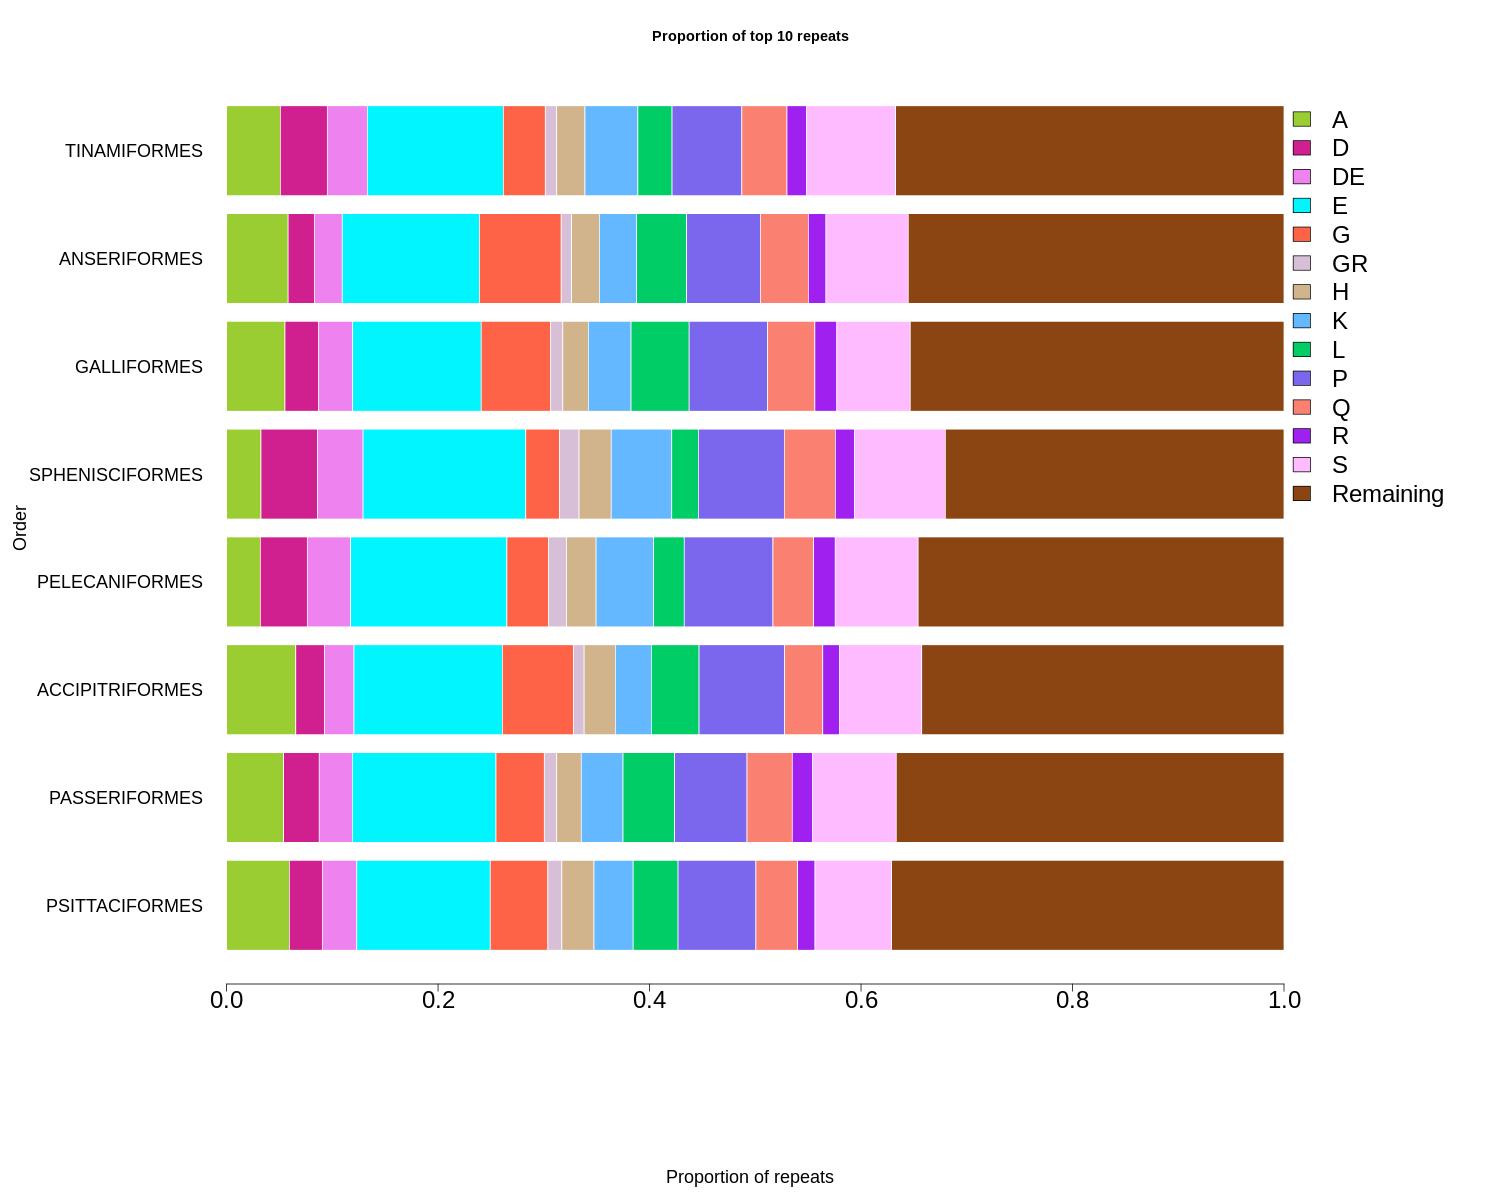 Proportion of top 10 repeats
TINAMIFORMES
ANSERIFORMES
GALLIFORMES
SPHENISCIFORMES
PELECANIFORMES
ACCIPITRIFORMES
PASSERIFORMES
PSITTACIFORMES
Order
A
D
DE
E
G
GR
H
K
L
P
Q
R
S
Remaining
0.0 0.2 0.4 0.6 0.8 1.0
Proportion of repeats